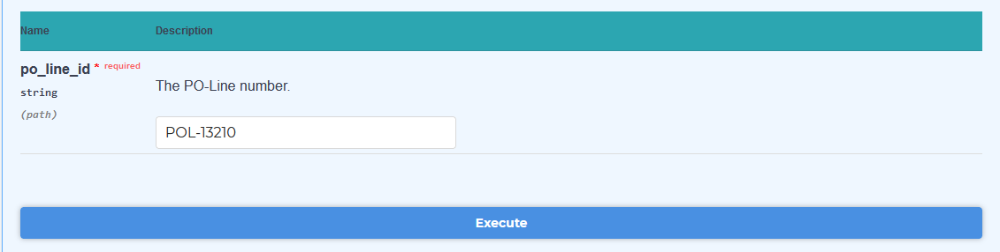 Name Description
po_line_id * required
string
(path)
The PO-Line number.
POL-13210
Execute